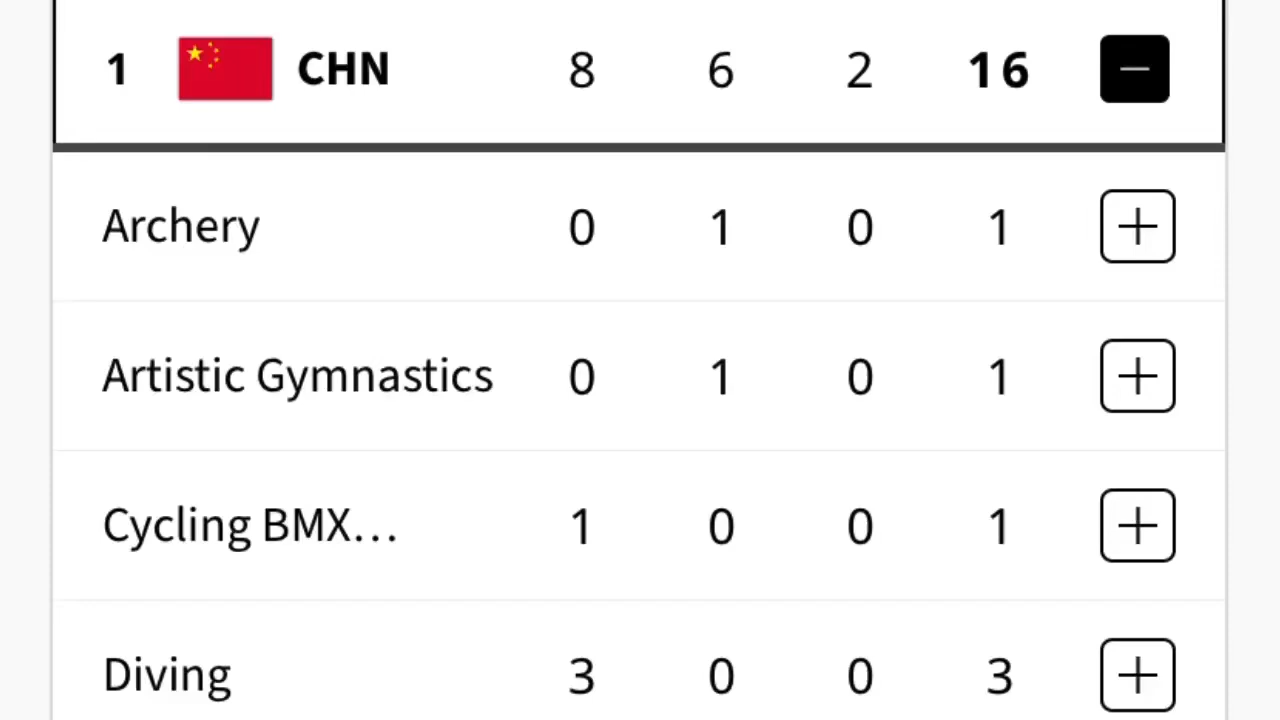 1 CHN 8 6 2 16
Archery 0 1 0 1
Artistic Gymnastics 0 1 0 1
Cycling BMX... 1 0 0 1
Diving 3 0 0 3